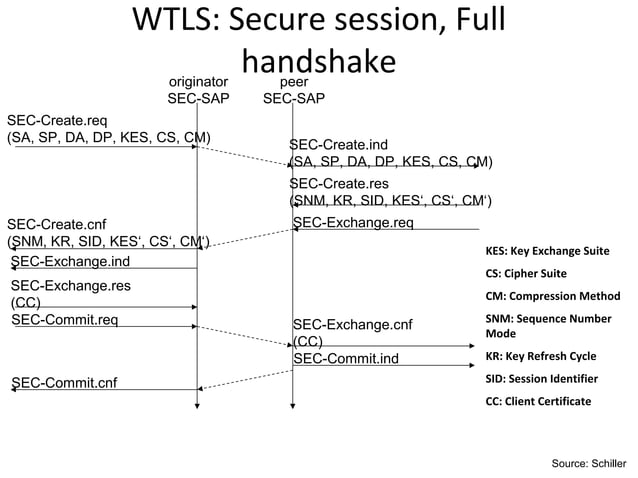 WTLS: Secure session, Full
handshake
originator
SEC-SAP
peer
SEC-SAP
SEC-Create.req
(SA, SP, DA, DP, KES, CS, CM)
SEC-Create.ind
(SA, SP, DA, DP, KES, CS, CM)
SEC-Create.res
(SNM, KR, SID, KES‘, CS‘, CM‘)
SEC-Create.cnf
(SNM, KR, SID, KES‘, CS‘, CM‘)
SEC-Exchange.req
SEC-Exchange.ind
SEC-Exchange.res
(CC)
SEC-Commit.req
SEC-Exchange.cnf
(CC)
SEC-Commit.ind
SEC-Commit.cnf
KES: Key Exchange Suite
CS: Cipher Suite
CM: Compression Method
SNM: Sequence Number
Mode
KR: Key Refresh Cycle
SID: Session Identifier
CC: Client Certificate
Source: Schiller